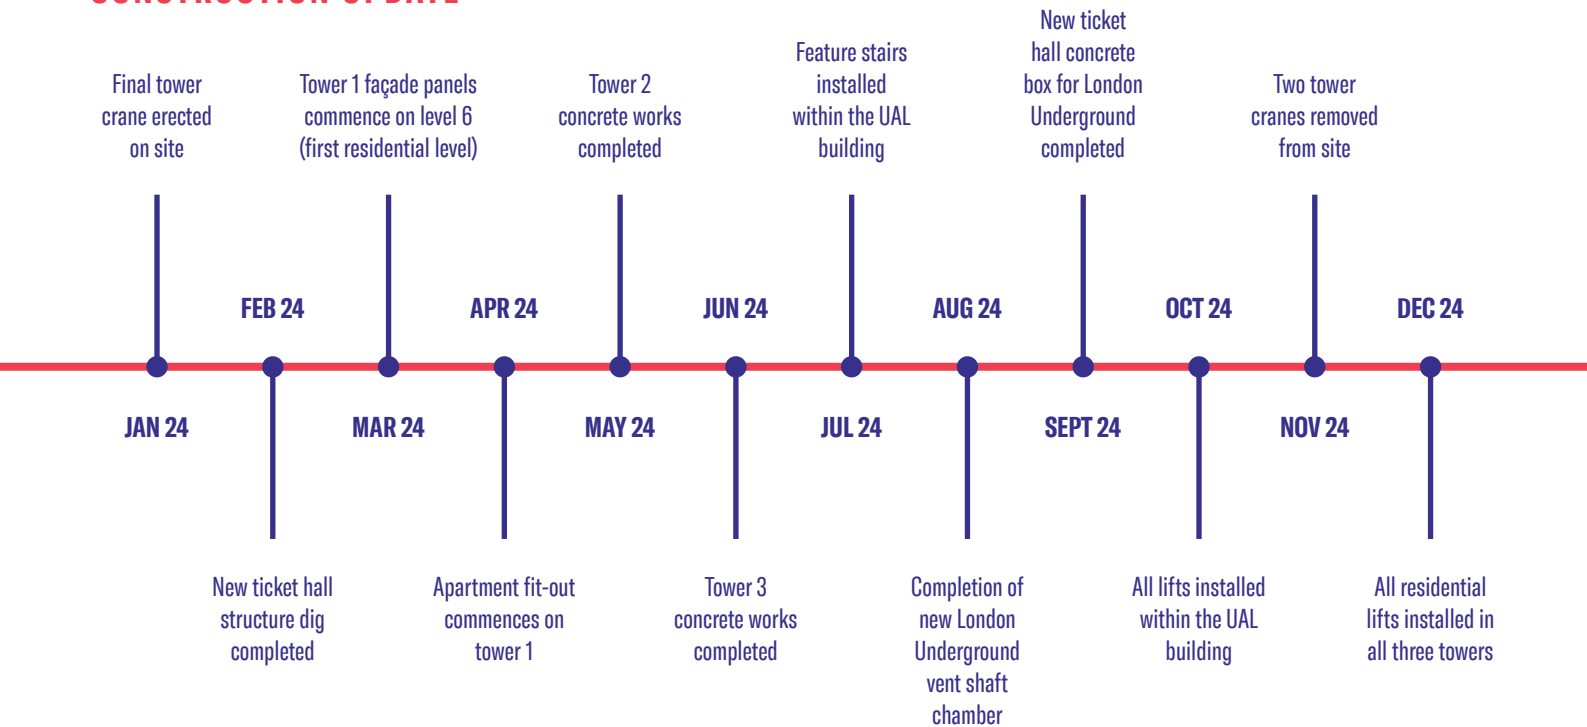 CONSTRUCTION UPDATE
Final tower
crane erected
on site
JAN 24
FEB 24
New ticket hall
structure dig
completed
Tower 1 façade panels
commence on level 6
(first residential level)
MAR 24
APR 24
Apartment fit-out
commences on
tower 1
Tower 2
concrete works
completed
MAY 24
JUN 24
Tower 3
concrete works
completed
Feature stairs
installed
within the UAL
building
JUL 24
AUG 24
Completion of
new London
Underground
vent shaft
chamber
New ticket
hall concrete
box for London
Underground
completed
SEPT 24
OCT 24
All lifts installed
within the UAL
building
Two tower
cranes removed
from site
NOV 24
DEC 24
All residential
lifts installed in
all three towers